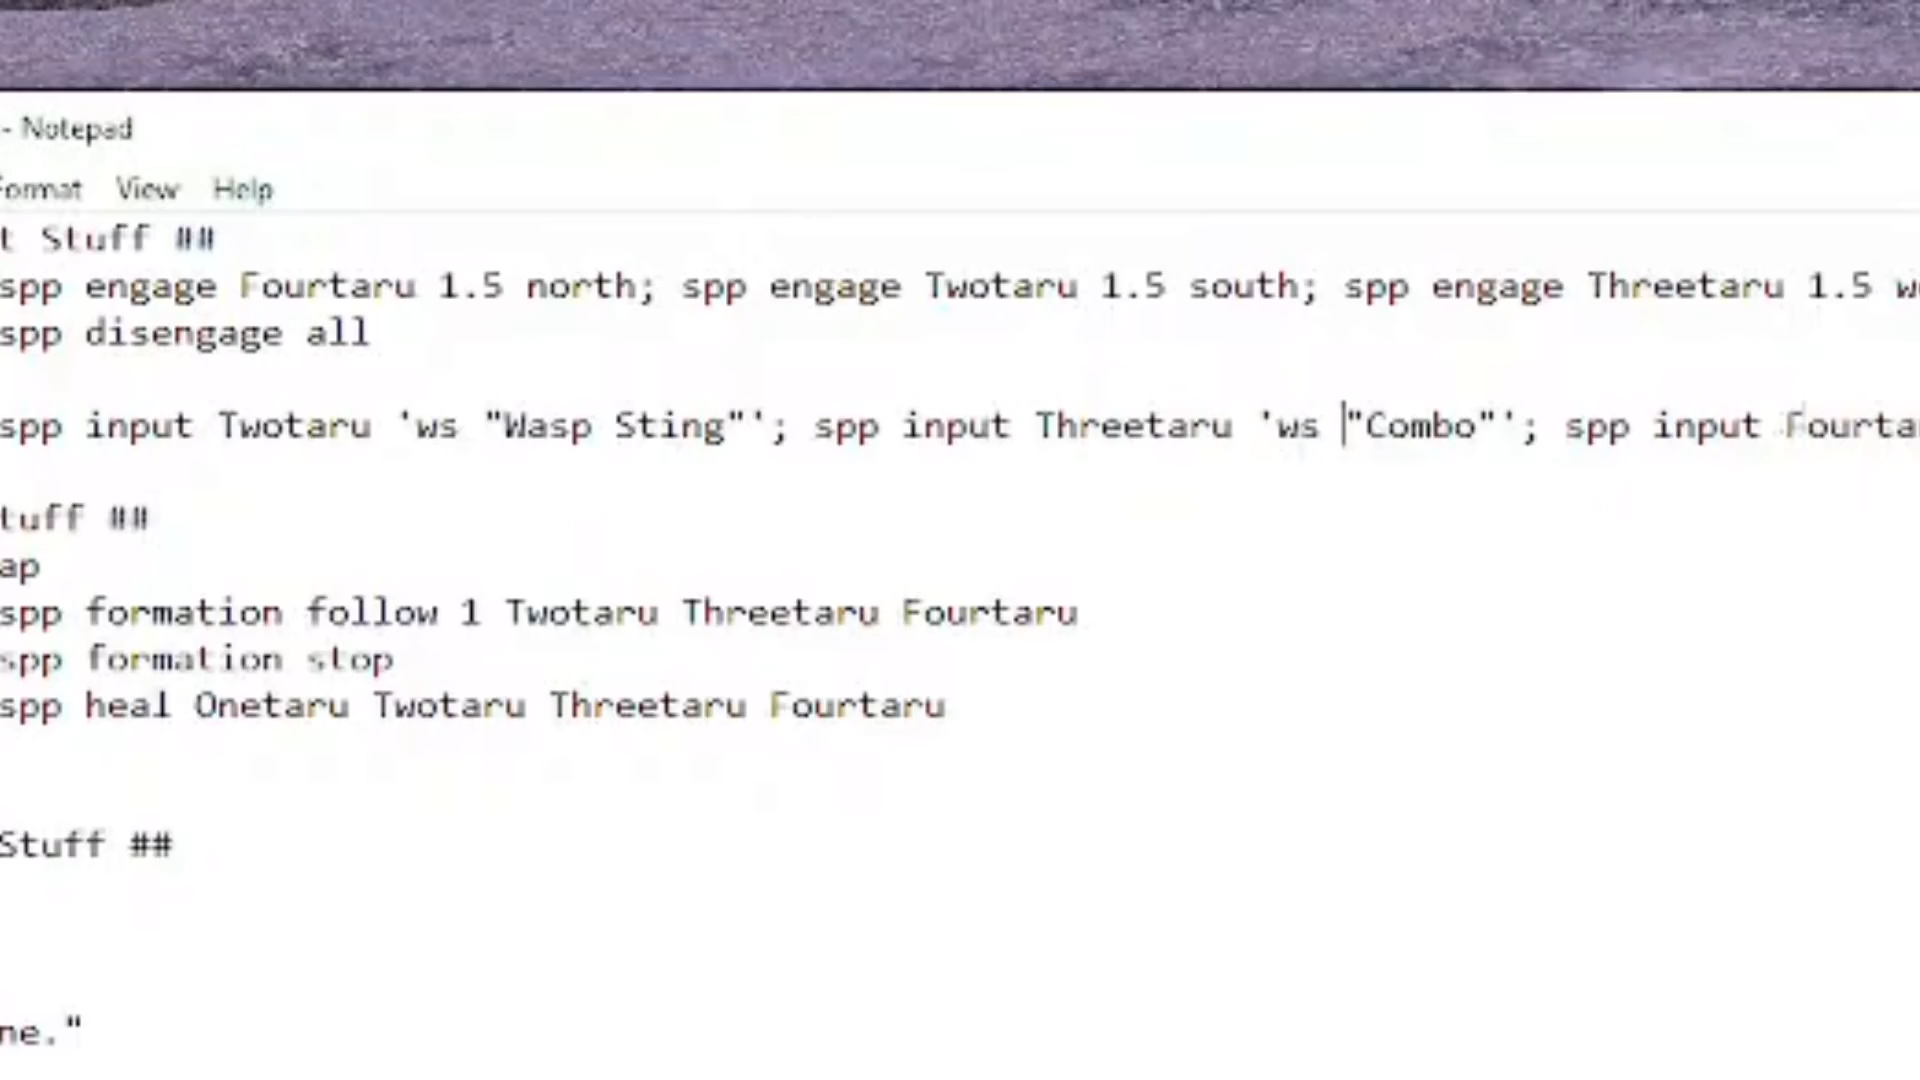 - Notepad
Format View Help
t Stuff ##
spp engage Fourtaru 1.5 north; spp engage Twotaru 1.5 south; spp engage Threetaru 1.5 we
spp disengage all
spp input Twotaru 'ws "Wasp Sting"'; spp input Threetaru 'ws "Combo"'; spp input Fourta
tuff ##
ap
spp formation follow 1 Twotaru Threetaru Fourtaru
spp formation stop
spp heal Onetaru Twotaru Threetaru Fourtaru
Stuff ##
ne."